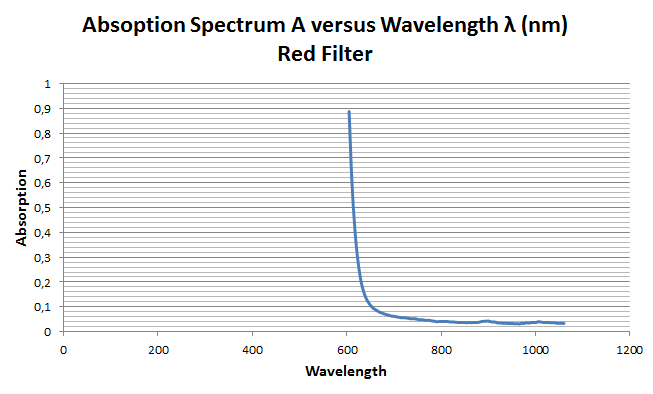 Absoption Spectrum A versus Wavelength λ (nm)
Red Filter
1
0,9
0,8
0,7
0,6
0,5
0,4
0,3
0,2
0,1
0
Absorption
0 200 400 600 800 1000 1200
Wavelength